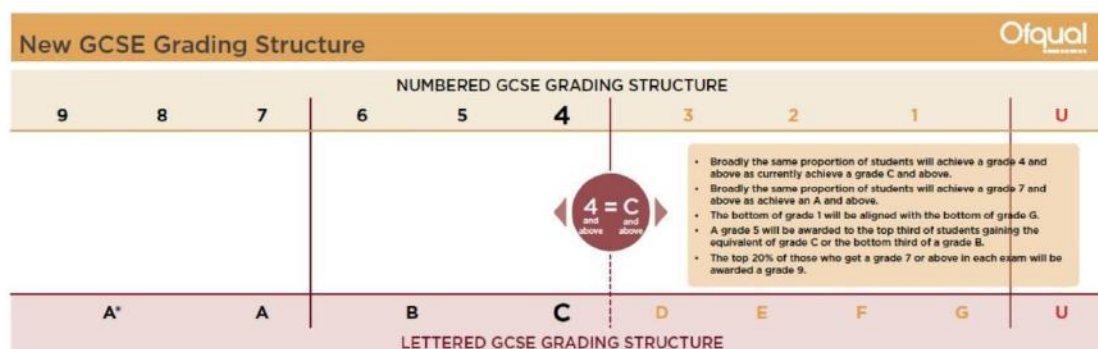 New GCSE Grading Structure
Ofqual
NUMBERED GCSE GRADING STRUCTURE
9 8 7 6 5 4 3 2 1 U
• Broadly the same proportion of students will achieve a grade 4 and
above as currently achieve a grade C and above.
• Broadly the same proportion of students will achieve a grade 7 and
above as achieve an A and above.
• The bottom of grade 1 will be aligned with the bottom of grade G.
• A grade 5 will be awarded to the top third of students gaining the
equivalent of grade C or the bottom third of a grade B.
• The top 20% of those who get a grade 7 or above in each exam will be
awarded a grade 9.
4 = C
and and
above above
A* A B C D E F G U
LETTERED GCSE GRADING STRUCTURE